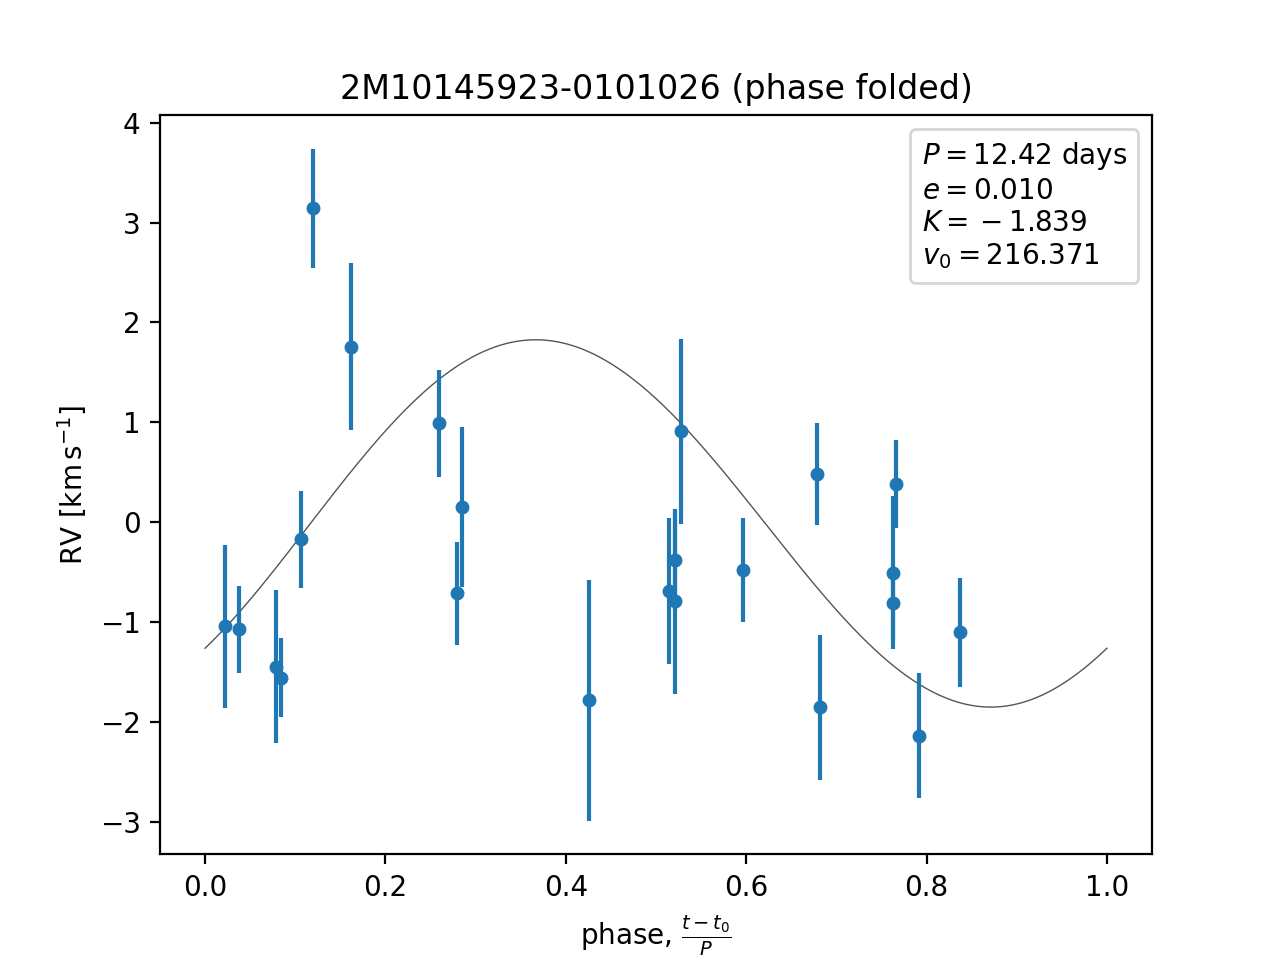 2M10145923-0101026 (phase folded)
P = 12.42 days
e = 0.010
K = −1.839
v₀ = 216.371
4
3
2
1
0
−1
−2
−3
RV [km s⁻¹]
0.0 0.2 0.4 0.6 0.8 1.0
phase, (t − t₀)/P